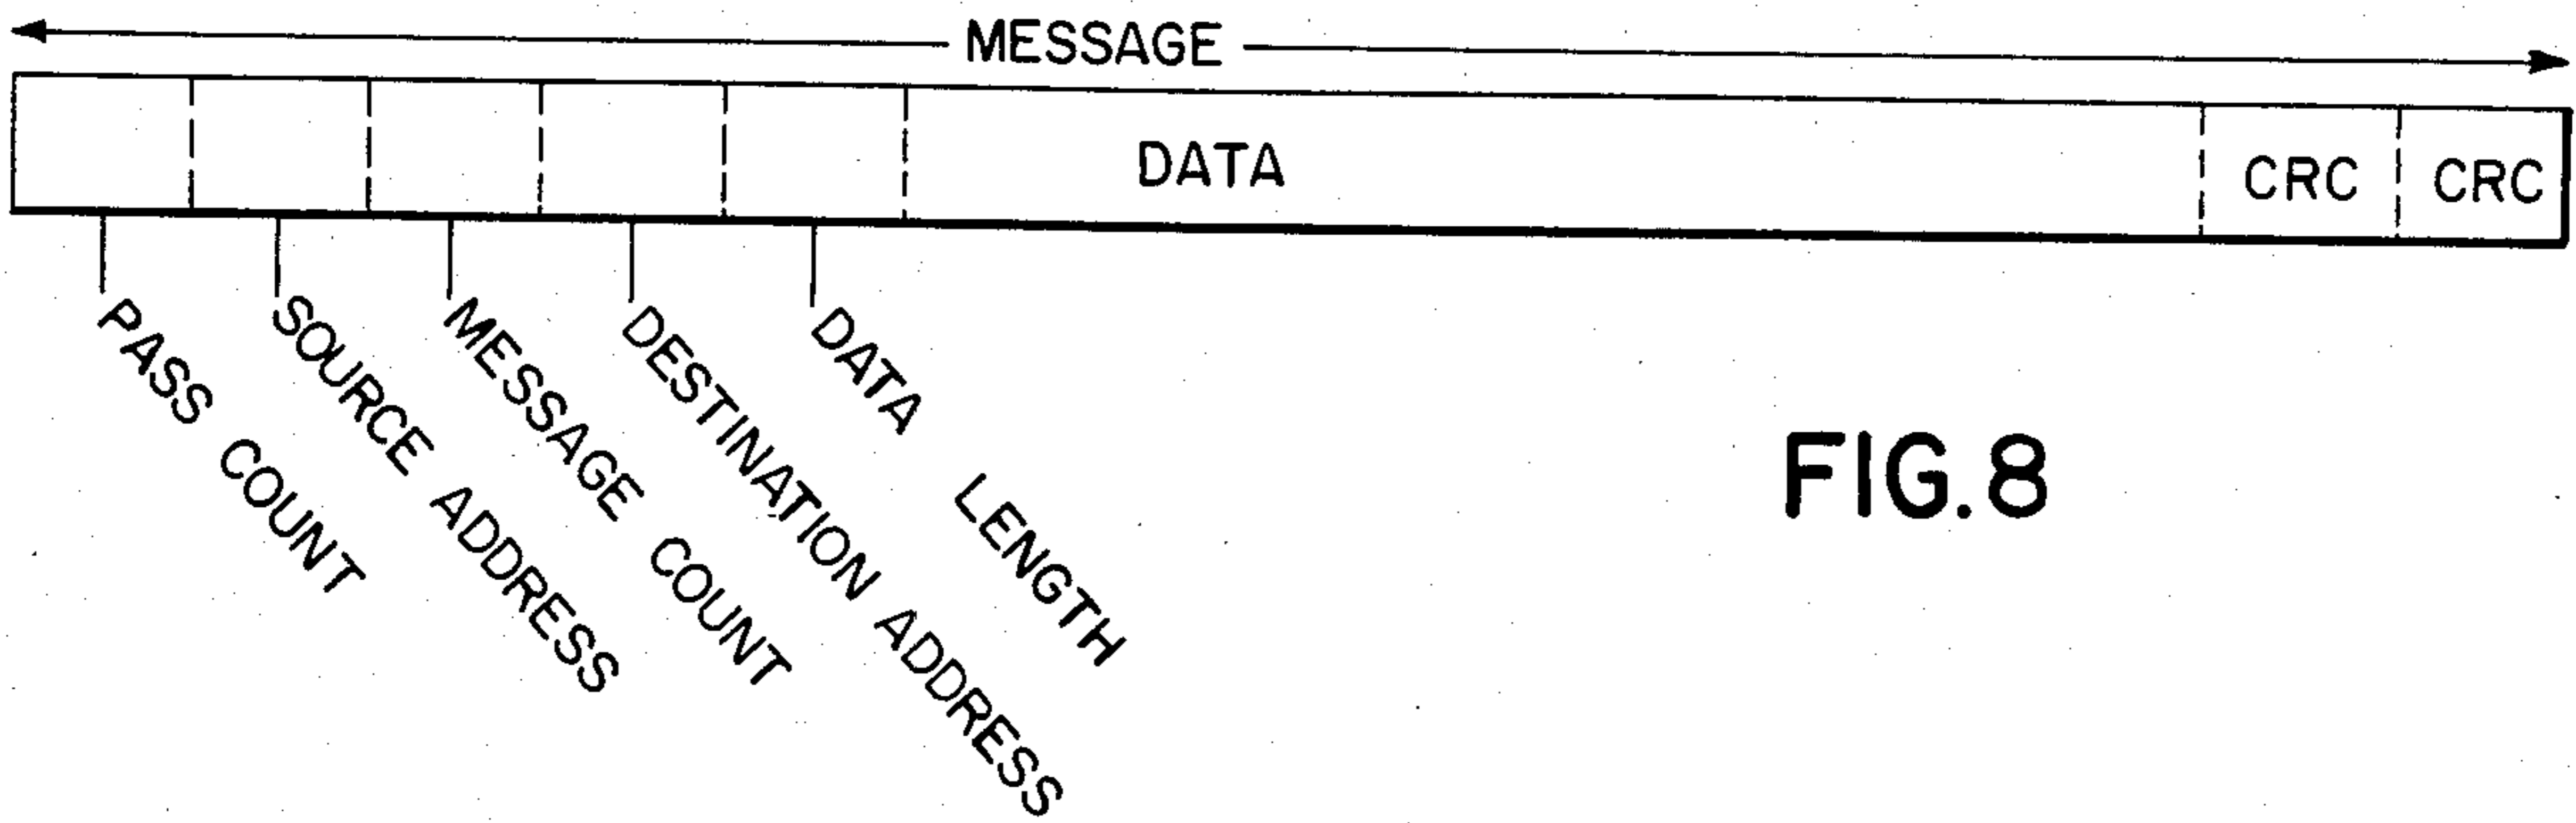 MESSAGE
DATA
CRC
CRC
PASS COUNT
SOURCE ADDRESS
MESSAGE COUNT
DESTINATION ADDRESS
DATA LENGTH
FIG.8